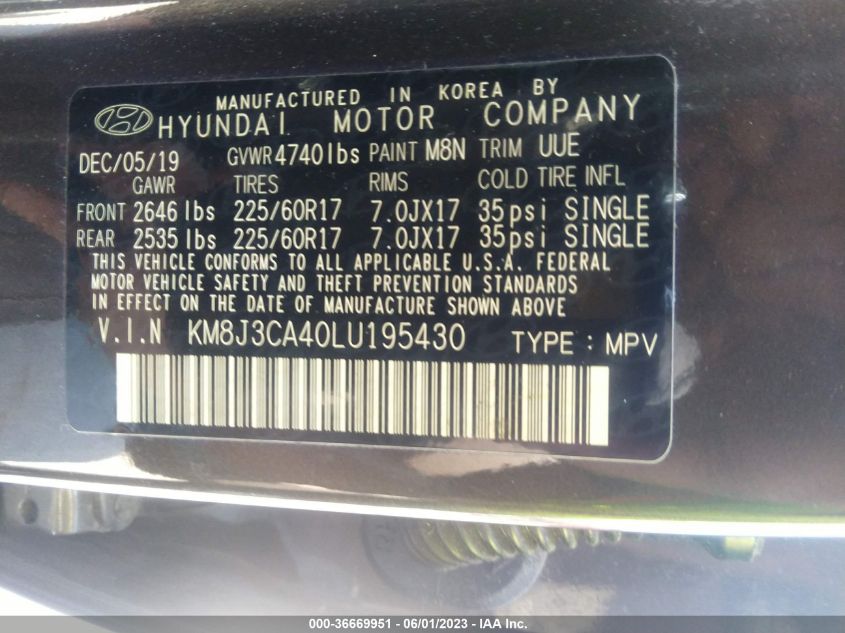 MANUFACTURED IN KOREA BY
HYUNDAI MOTOR COMPANY
DEC/05/19 GVWR 4740lbs PAINT M8N TRIM UUE
GAWR TIRES RIMS COLD TIRE INFL
FRONT 2646 lbs 225/60R17 7.0JX17 35psi SINGLE
REAR 2535 lbs 225/60R17 7.0JX17 35psi SINGLE
THIS VEHICLE CONFORMS TO ALL APPLICABLE U.S.A. FEDERAL
MOTOR VEHICLE SAFETY AND THEFT PREVENTION STANDARDS
IN EFFECT ON THE DATE OF MANUFACTURE SHOWN ABOVE
V.I.N KM8J3CA40LU195430 TYPE : MPV
000-36669951 - 06/01/2023 - IAA Inc.